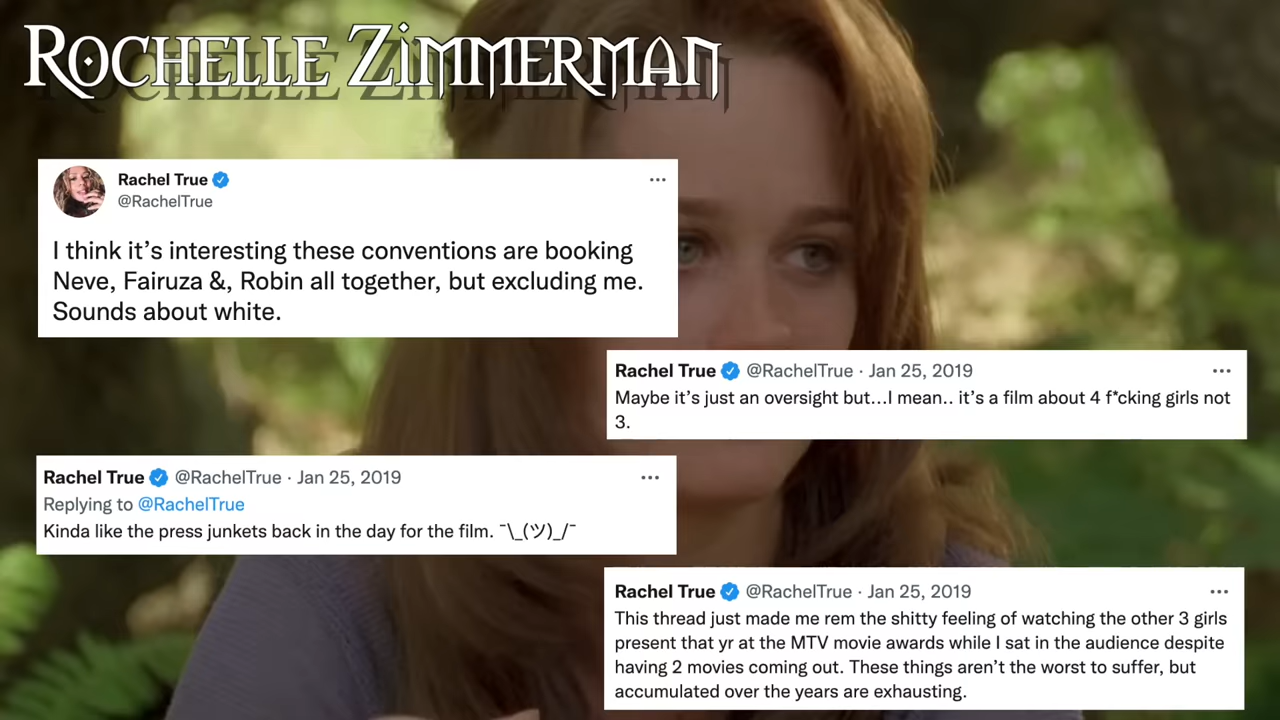 Rochelle Zimmerman
Rachel True
@RachelTrue
I think it’s interesting these conventions are booking
Neve, Fairuza &, Robin all together, but excluding me.
Sounds about white.
Rachel True @RachelTrue · Jan 25, 2019
Maybe it’s just an oversight but...I mean.. it’s a film about 4 f*cking girls not
3.
Rachel True @RachelTrue · Jan 25, 2019
Replying to @RachelTrue
Kinda like the press junkets back in the day for the film. ¯\_(ツ)_/¯
Rachel True @RachelTrue · Jan 25, 2019
This thread just made me rem the shitty feeling of watching the other 3 girls
present that yr at the MTV movie awards while I sat in the audience despite
having 2 movies coming out. These things aren’t the worst to suffer, but
accumulated over the years are exhausting.